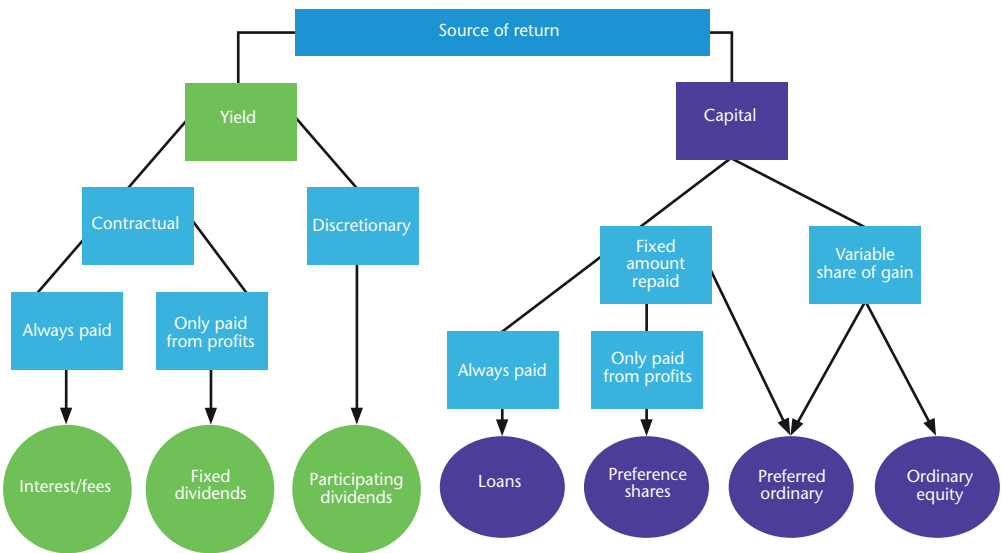 Source of return
Yield
Capital
Contractual
Discretionary
Fixed
amount
repaid
Variable
share of gain
Always paid
Only paid
from profits
Always paid
Only paid
from profits
Interest/fees
Fixed
dividends
Participating
dividends
Loans
Preference
shares
Preferred
ordinary
Ordinary
equity